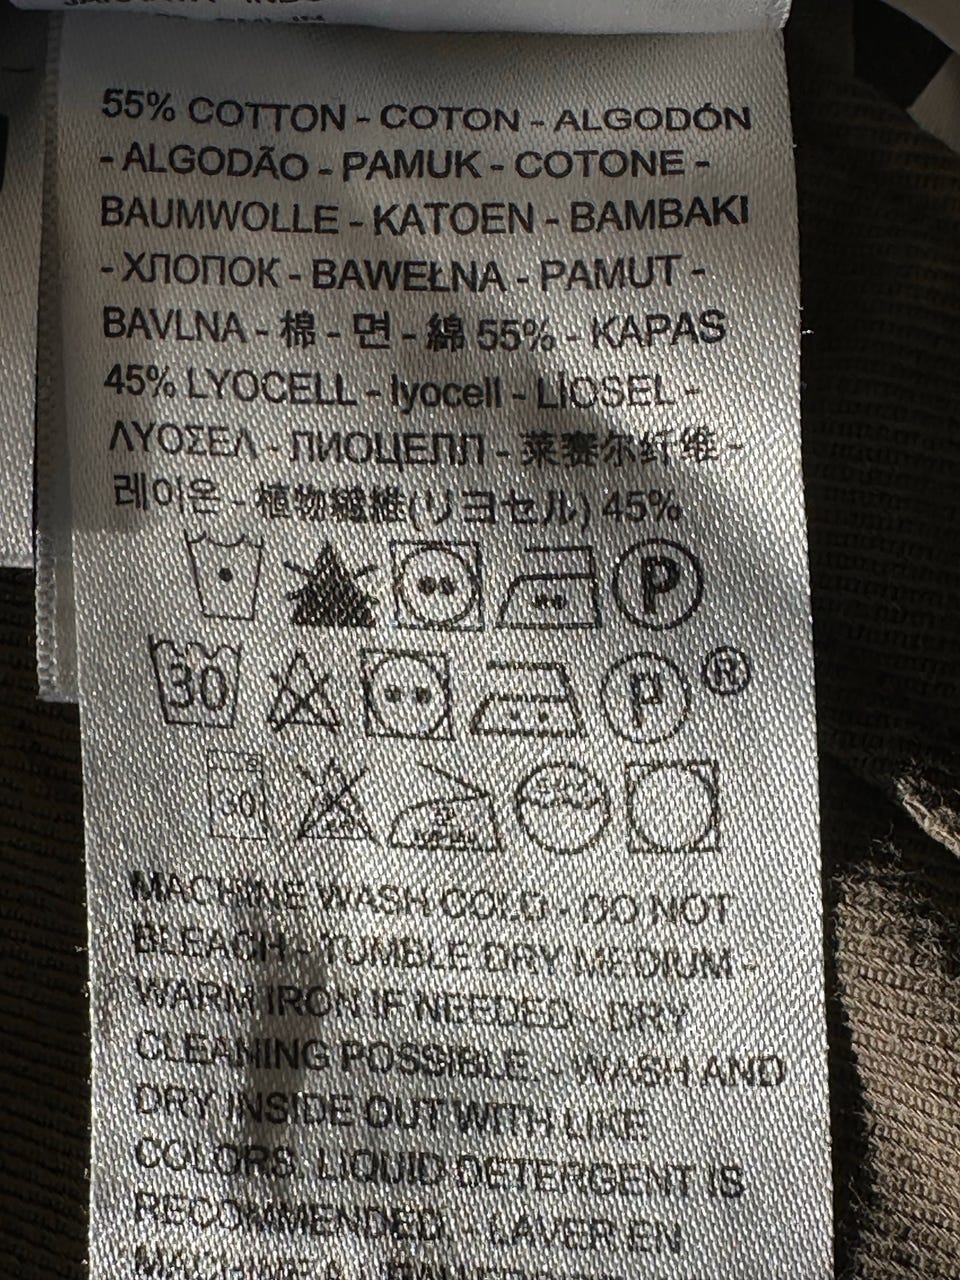 55% COTTON - COTON - ALGODÓN
- ALGODÃO - PAMUK - COTONE -
BAUMWOLLE - KATOEN - BAMBAKI
- ХЛОПОК - BAWEŁNA - PAMUT -
BAVLNA - 棉 - 면 - 綿 55% - KAPAS
45% LYOCELL - lyocell - LİOSEL -
ΛΥΟΣΕΛ - ЛИОЦЕЛЛ - 莱赛尔纤维 -
레이온 - 植物繊維(リヨセル) 45%
P
30 P ®
30
MACHINE WASH COLD - DO NOT
BLEACH - TUMBLE DRY MEDIUM -
WARM IRON IF NEEDED - DRY
CLEANING POSSIBLE. - WASH AND
DRY INSIDE OUT WITH LIKE
COLORS. LIQUID DETERGENT IS
RECOMMENDED. - LAVER EN